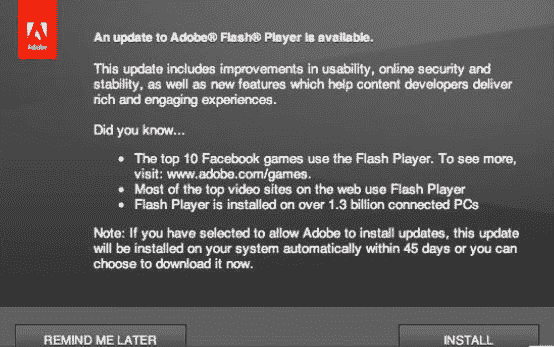 Adobe
An update to Adobe® Flash® Player is available.
This update includes improvements in usability, online security and
stability, as well as new features which help content developers deliver
rich and engaging experiences.
Did you know...
• The top 10 Facebook games use the Flash Player. To see more,
visit: www.adobe.com/games.
• Most of the top video sites on the web use Flash Player
• Flash Player is installed on over 1.3 billion connected PCs
Note: If you have selected to allow Adobe to install updates, this update
will be installed on your system automatically within 45 days or you can
choose to download it now.
REMIND ME LATER
INSTALL